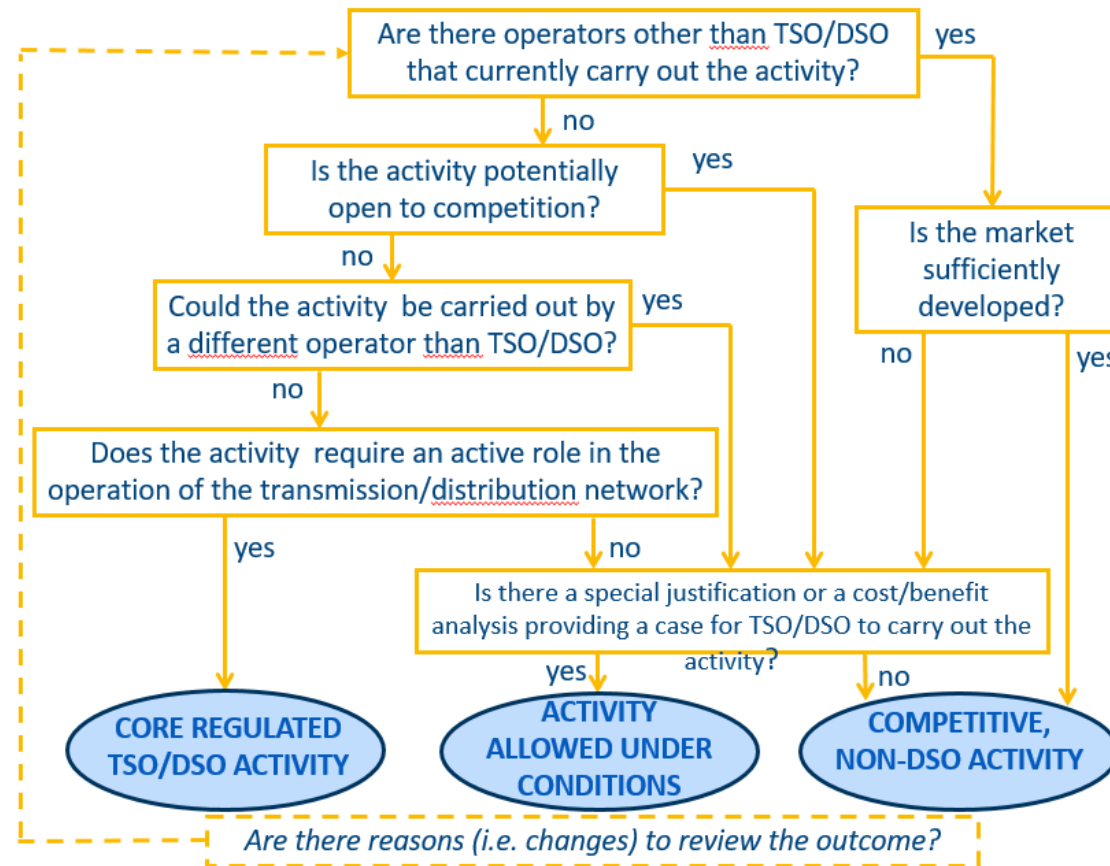 Are there operators other than TSO/DSO
that currently carry out the activity?
yes
no
Is the activity potentially
open to competition?
yes
no
Is the market
sufficiently
developed?
Could the activity be carried out by
a different operator than TSO/DSO?
yes
no
no
yes
Does the activity require an active role in the
operation of the transmission/distribution network?
yes
no
Is there a special justification or a cost/benefit
analysis providing a case for TSO/DSO to carry out the
activity?
yes
no
CORE REGULATED
TSO/DSO ACTIVITY
ACTIVITY
ALLOWED UNDER
CONDITIONS
COMPETITIVE,
NON-DSO ACTIVITY
Are there reasons (i.e. changes) to review the outcome?